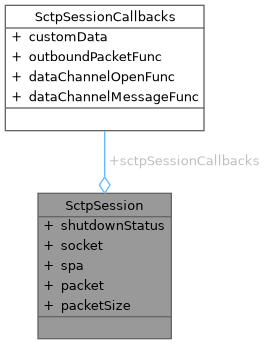 SctpSessionCallbacks
+ customData
+ outboundPacketFunc
+ dataChannelOpenFunc
+ dataChannelMessageFunc
+sctpSessionCallbacks
SctpSession
+ shutdownStatus
+ socket
+ spa
+ packet
+ packetSize